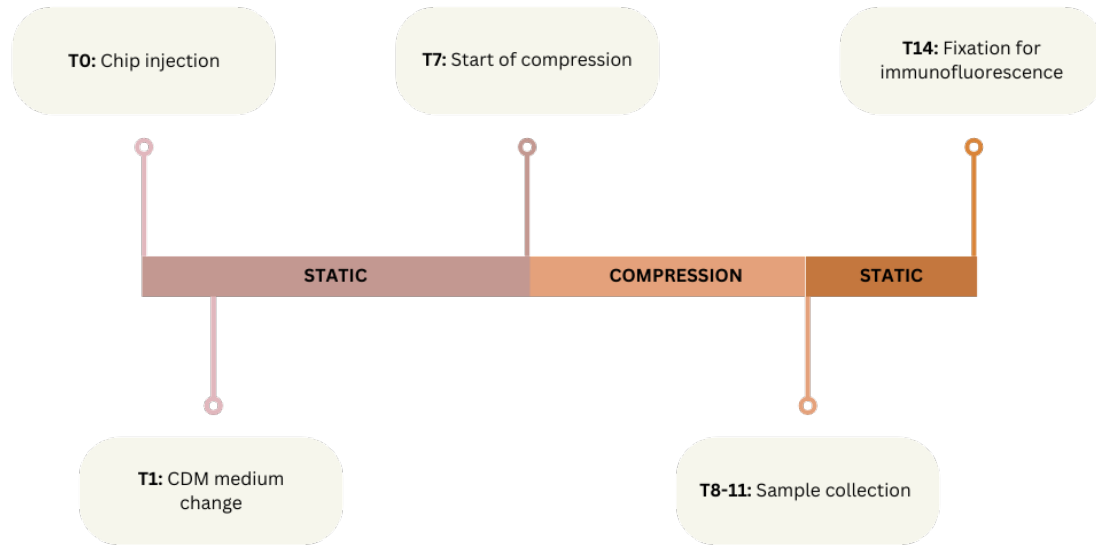 T0: Chip injection
T7: Start of compression
T14: Fixation for
immunofluorescence
STATIC
COMPRESSION
STATIC
T1: CDM medium
change
T8-11: Sample collection